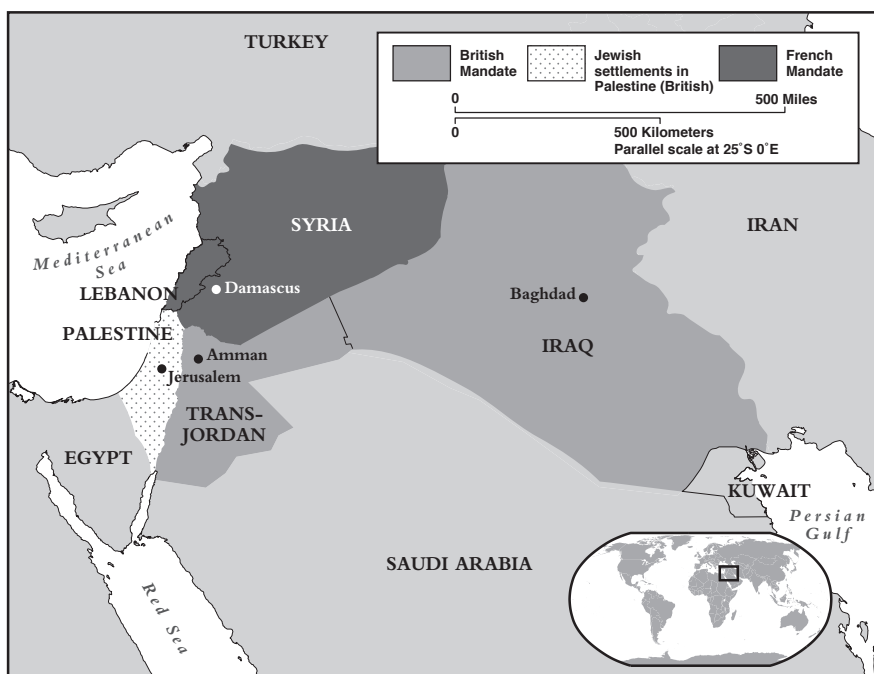 TURKEY
British
Mandate
Jewish
settlements in
Palestine (British)
French
Mandate
0
500 Miles
0
500 Kilometers
Parallel scale at 25°S 0°E
SYRIA
IRAN
Mediterranean
Sea
LEBANON
Damascus
Baghdad
PALESTINE
IRAQ
Amman
Jerusalem
TRANS-
JORDAN
EGYPT
KUWAIT
Persian
Gulf
SAUDI ARABIA
Red Sea